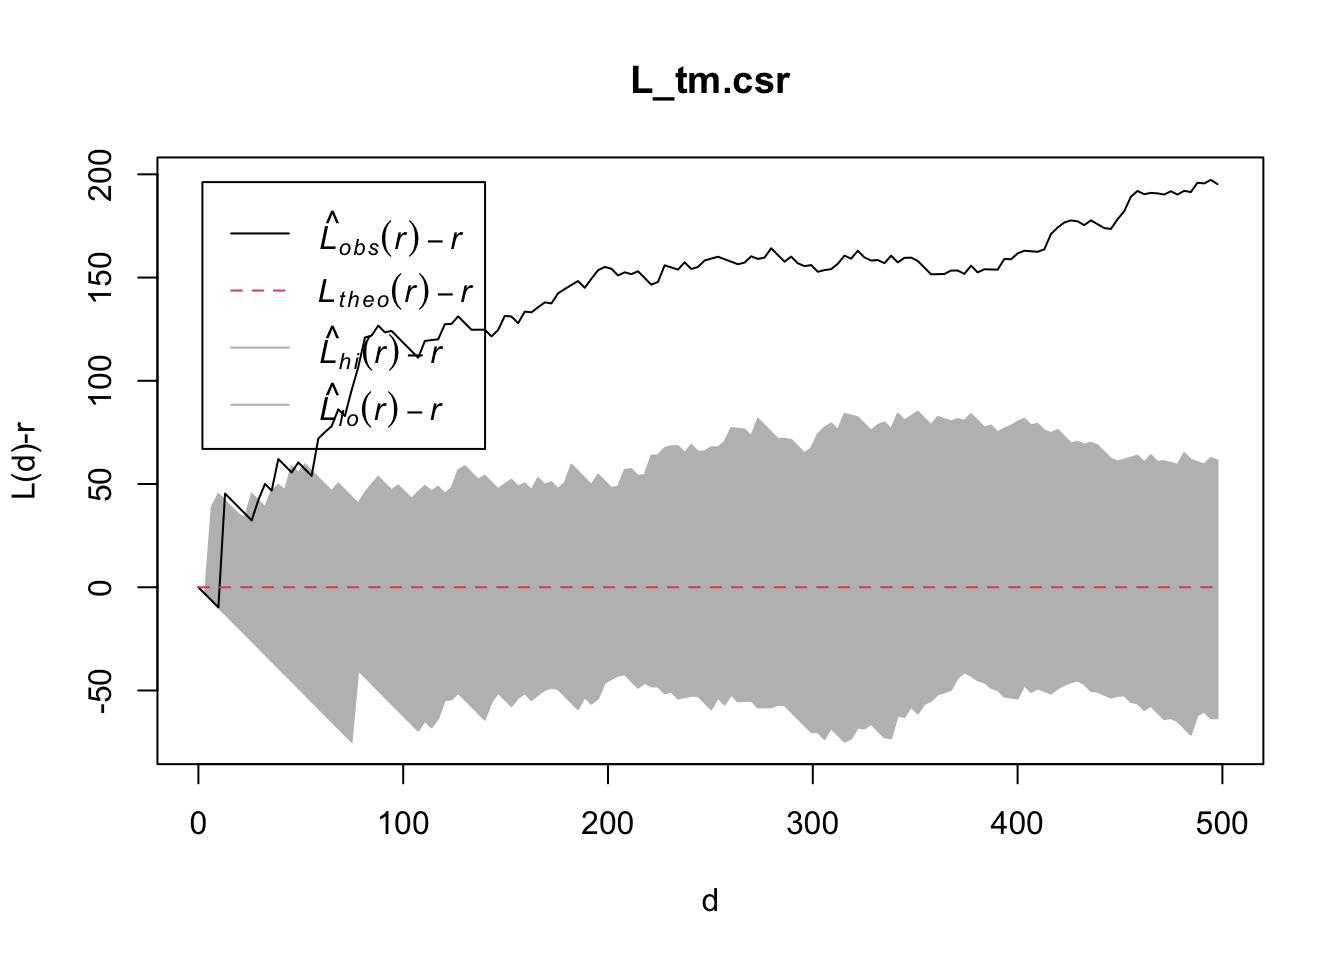 L_tm.csr
L(d)-r
200
150
100
50
0
-50
L̂obs(r) – r
Ltheo(r) – r
L̂hi(r) – r
L̂lo(r) – r
0 100 200 300 400 500
d